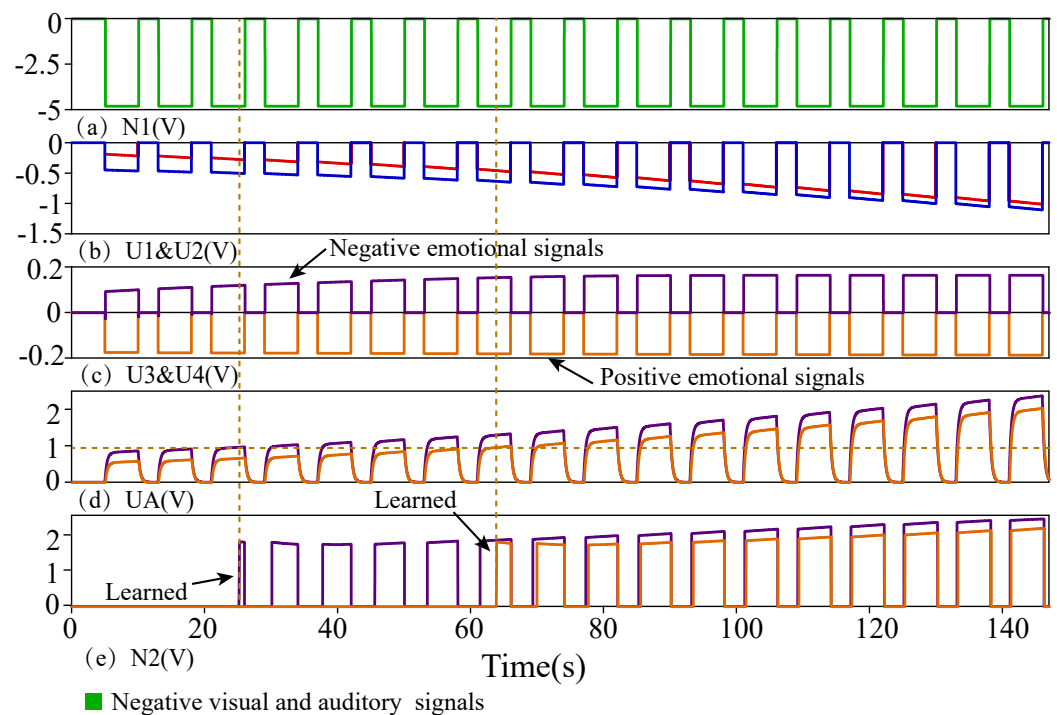 0
-2.5
-5
（a）N1(V)
0
-0.5
-1
-1.5
（b）U1&U2(V)
Negative emotional signals
0.2
0
-0.2
（c）U3&U4(V)
Positive emotional signals
2
1
0
（d）UA(V)
Learned
2
1
0
Learned
0 20 40 60 80 100 120 140
（e）N2(V)
Time(s)
Negative visual and auditory signals